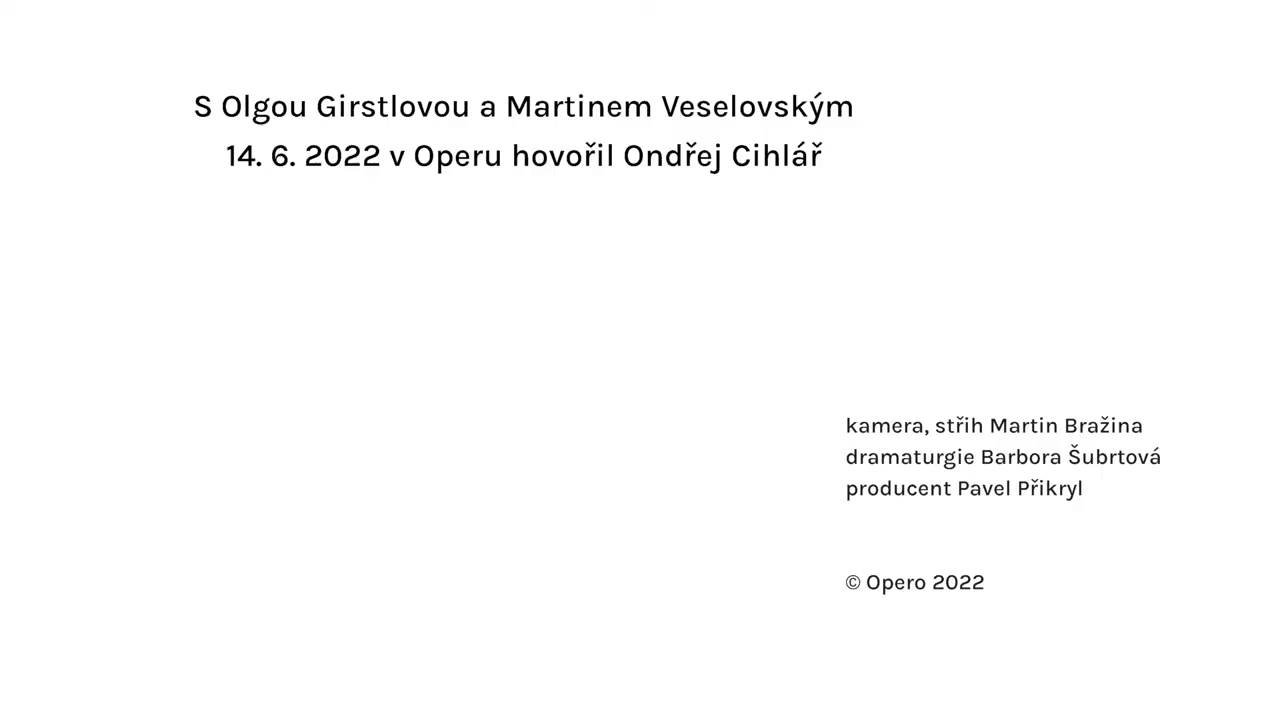 S Olgou Girstlovou a Martinem Veselovským
14. 6. 2022 v Operu hovořil Ondřej Cihlář
kamera, střih Martin Bražina
dramaturgie Barbora Šubrtová
producent Pavel Přikryl
© Opero 2022